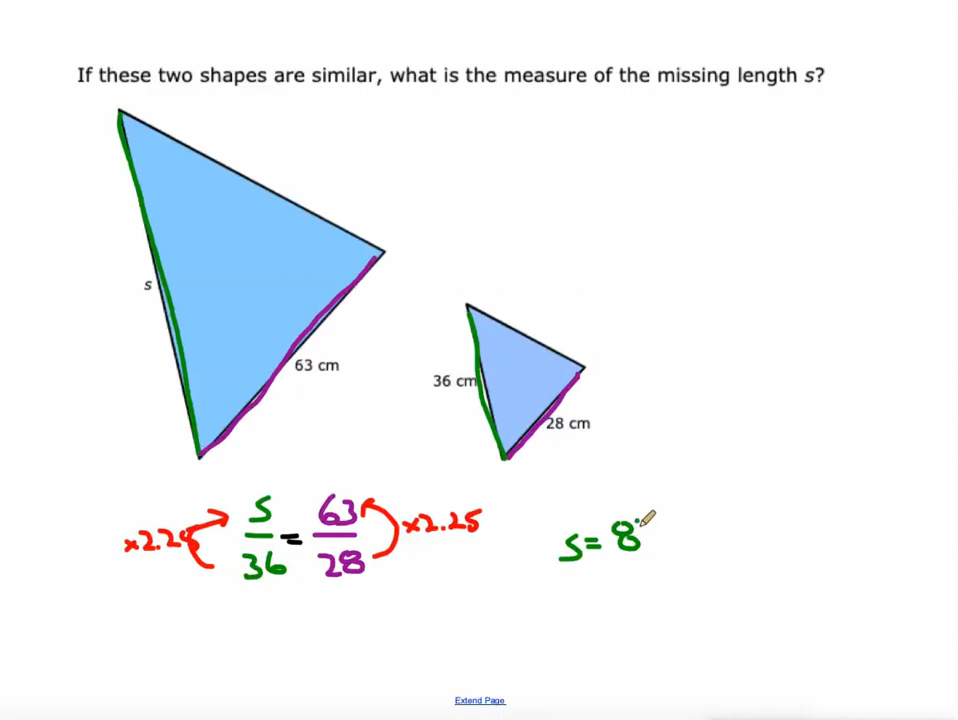 If these two shapes are similar, what is the measure of the missing length s?
s
63 cm
36 cm
28 cm
×2.25 s/36 = 63/28 ×2.25
s = 8
Extend Page